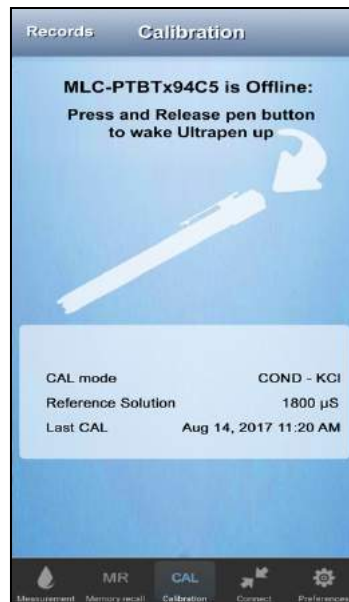 Records Calibration
MLC-PTBTx94C5 is Offline:
Press and Release pen button
to wake Ultrapen up
CAL mode COND - KCl
Reference Solution 1800 µS
Last CAL Aug 14, 2017 11:20 AM
MR CAL
Measurement Memory recall Calibration Connect Preferences